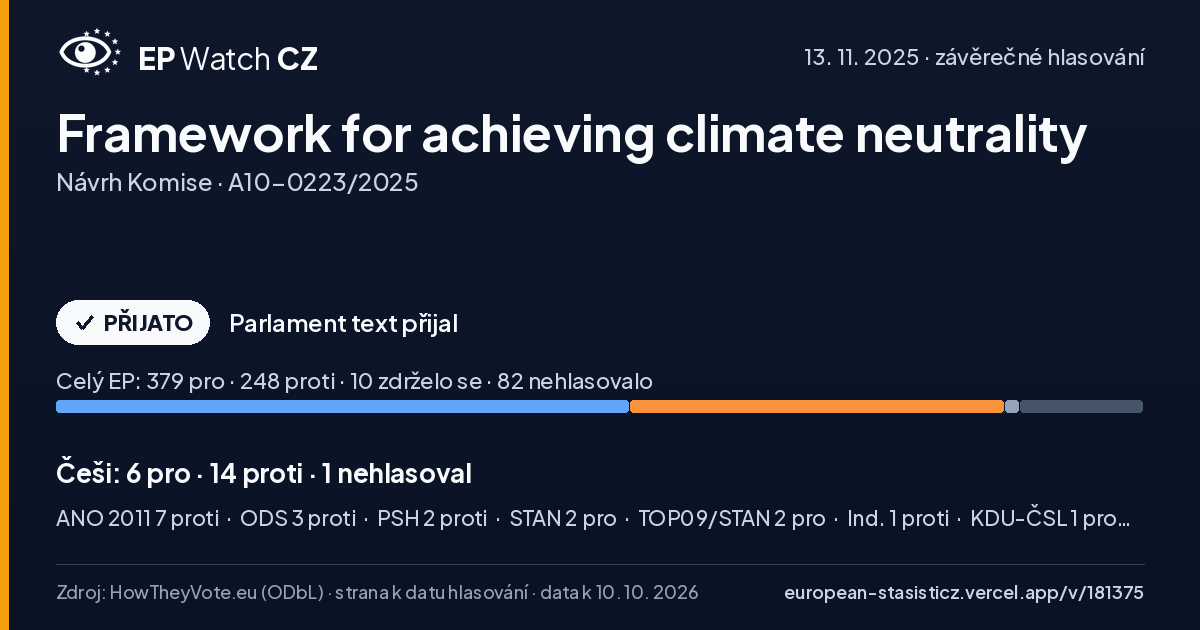 EP Watch CZ
13. 11. 2025 · závěrečné hlasování
Framework for achieving climate neutrality
Návrh Komise · A10-0223/2025
✓ PŘIJATO
Parlament text přijal
Celý EP: 379 pro · 248 proti · 10 zdrželo se · 82 nehlasovalo
Češi: 6 pro · 14 proti · 1 nehlasoval
ANO 2011 7 proti · ODS 3 proti · PSH 2 proti · STAN 2 pro · TOP09/STAN 2 pro · Ind. 1 proti · KDU-ČSL 1 pro…
Zdroj: HowTheyVote.eu (ODbL) · strana k datu hlasování · data k 10. 10. 2026
european-stasisticz.vercel.app/v/181375